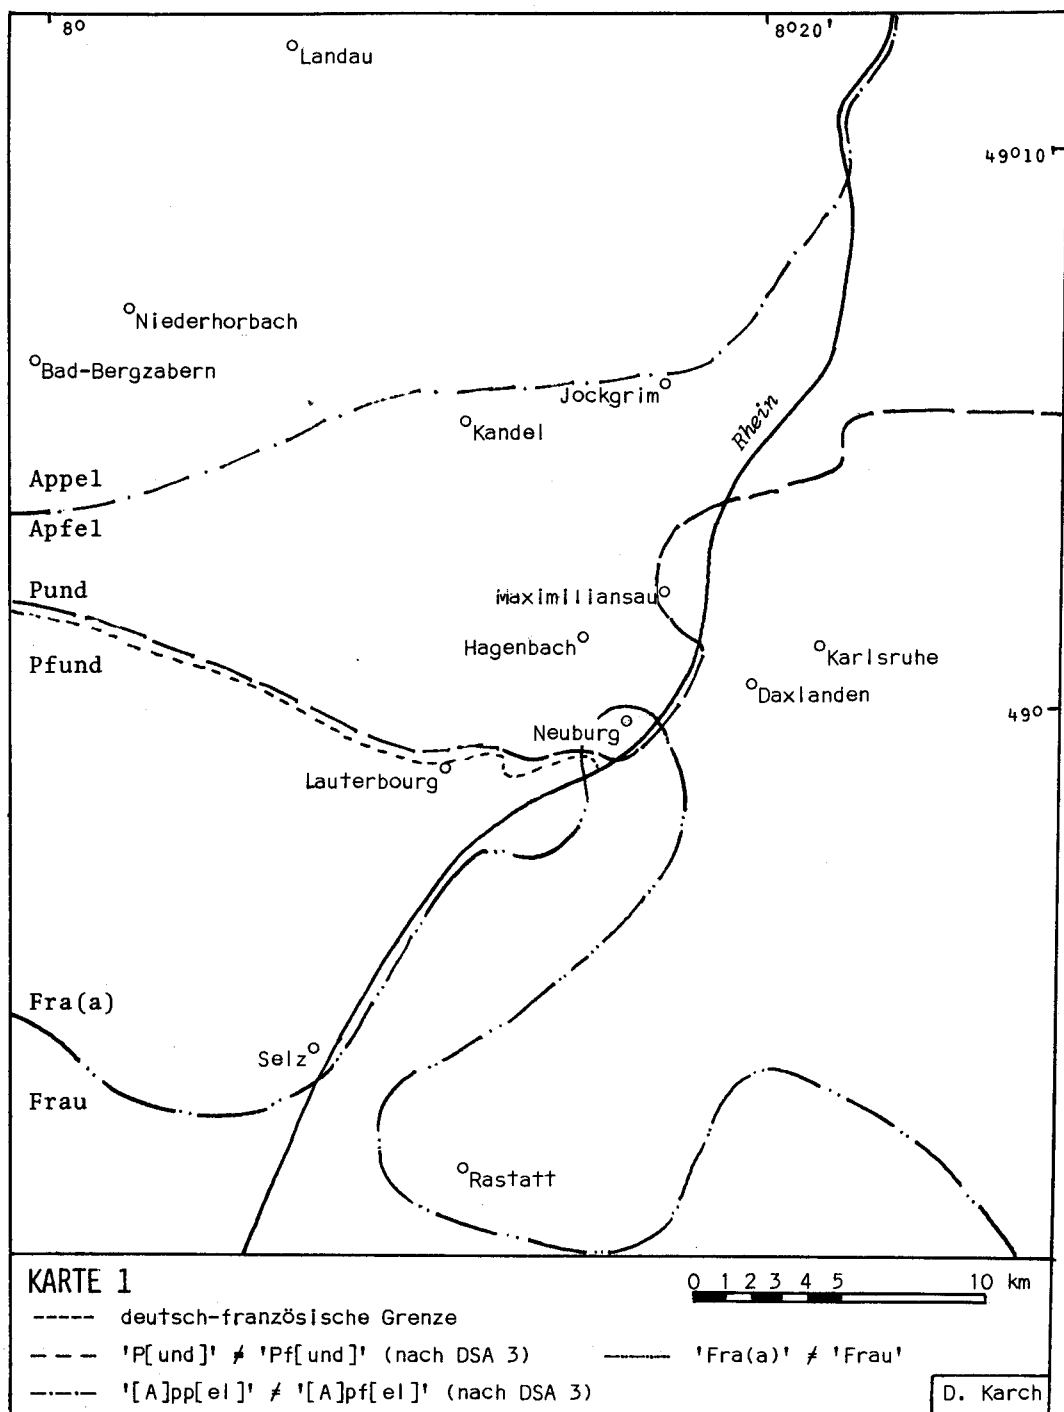 8°
8°20'
Landau
49°10'
Niederhorbach
Bad-Bergzabern
Jockgrim
Kandel
Rhein
Appel
Apfel
Pund
Maximiliansau
Pfund
Hagenbach
Karlsruhe
Daxlanden
49°
Neuburg
Lauterbourg
Fra(a)
Selz
Frau
Rastatt
KARTE 1
0 1 2 3 4 5 10 km
deutsch-französische Grenze
'P[und]' ≠ 'Pf[und]' (nach DSA 3)
'Fra(a)' ≠ 'Frau'
'[A]pp[el]' ≠ '[A]pf[el]' (nach DSA 3)
D. Karch